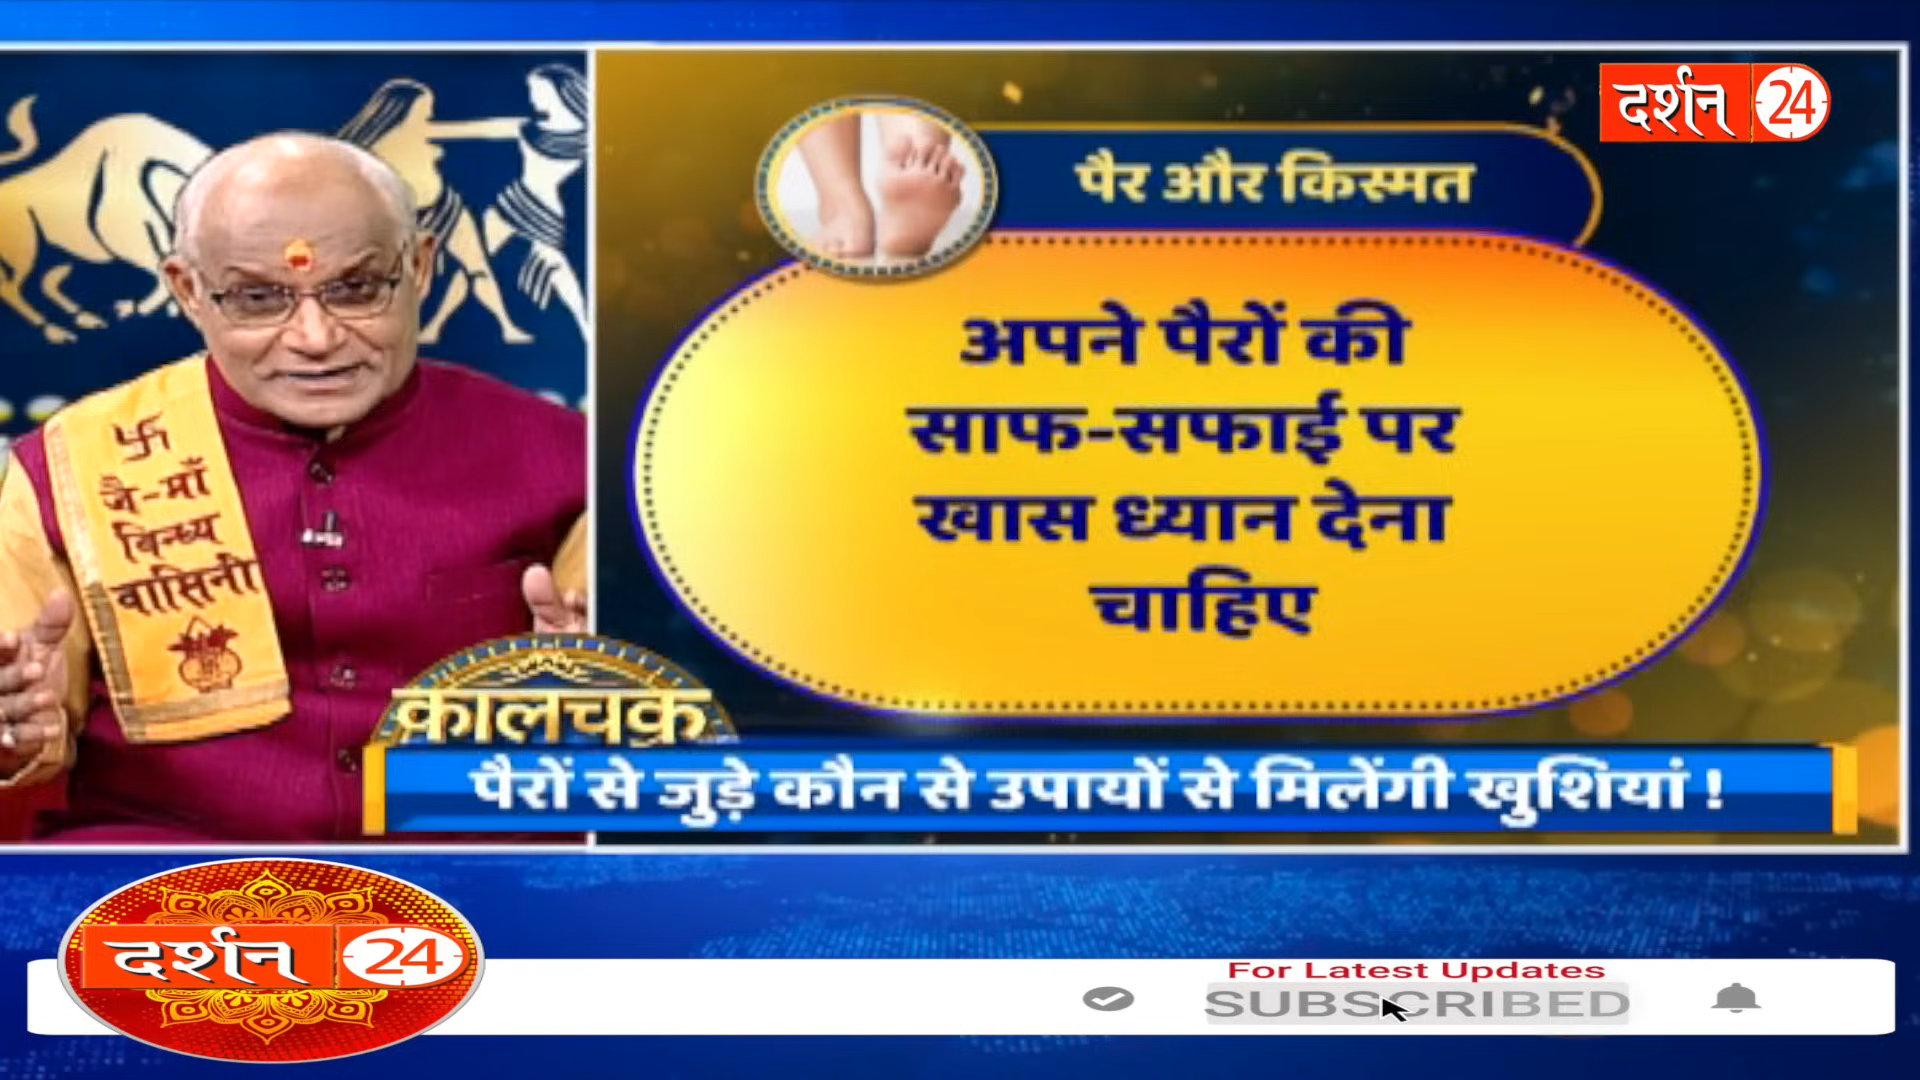 दर्शन 24
पैर और किस्मत
अपने पैरों की
साफ-सफाई पर
खास ध्यान देना
चाहिए
जै-माँ
विन्ध्य
वासिनी
कालचक्र
पैरों से जुड़े कौन से उपायों से मिलेंगी खुशियां !
दर्शन 24
For Latest Updates
SUBSCRIBED